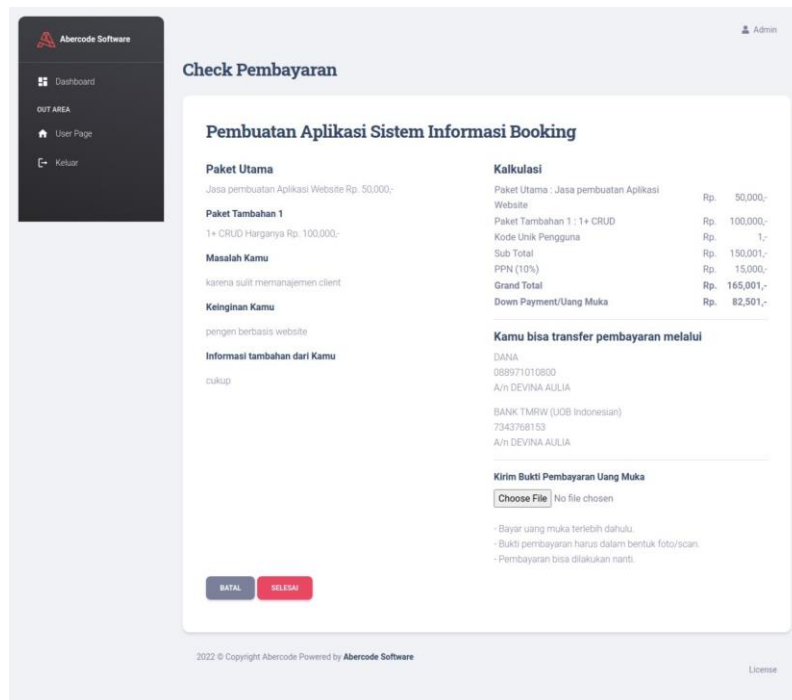 Abercode Software
Dashboard
OUT AREA
User Page
Keluar
Admin
Check Pembayaran
Pembuatan Aplikasi Sistem Informasi Booking
Paket Utama
Jasa pembuatan Aplikasi Website Rp. 50,000,-
Paket Tambahan 1
1+ CRUD Harganya Rp. 100,000,-
Masalah Kamu
karena sulit memanajemen client
Keinginan Kamu
pengen berbasis website
Informasi tambahan dari Kamu
cukup
Kalkulasi
Paket Utama : Jasa pembuatan Aplikasi
Website Rp. 50,000,-
Paket Tambahan 1 : 1+ CRUD Rp. 100,000,-
Kode Unik Pengguna Rp. 1,-
Sub Total Rp. 150,001,-
PPN (10%) Rp. 15,000,-
Grand Total Rp. 165,001,-
Down Payment/Uang Muka Rp. 82,501,-
Kamu bisa transfer pembayaran melalui
DANA
088971010800
A/n DEVINA AULIA
BANK TMRW (UOB Indonesian)
7343768153
A/n DEVINA AULIA
Kirim Bukti Pembayaran Uang Muka
Choose File No file chosen
- Bayar uang muka terlebih dahulu.
- Bukti pembayaran harus dalam bentuk foto/scan.
- Pembayaran bisa dilakukan nanti.
BATAL SELESAI
2022 © Copyright Abercode Powered by Abercode Software
License